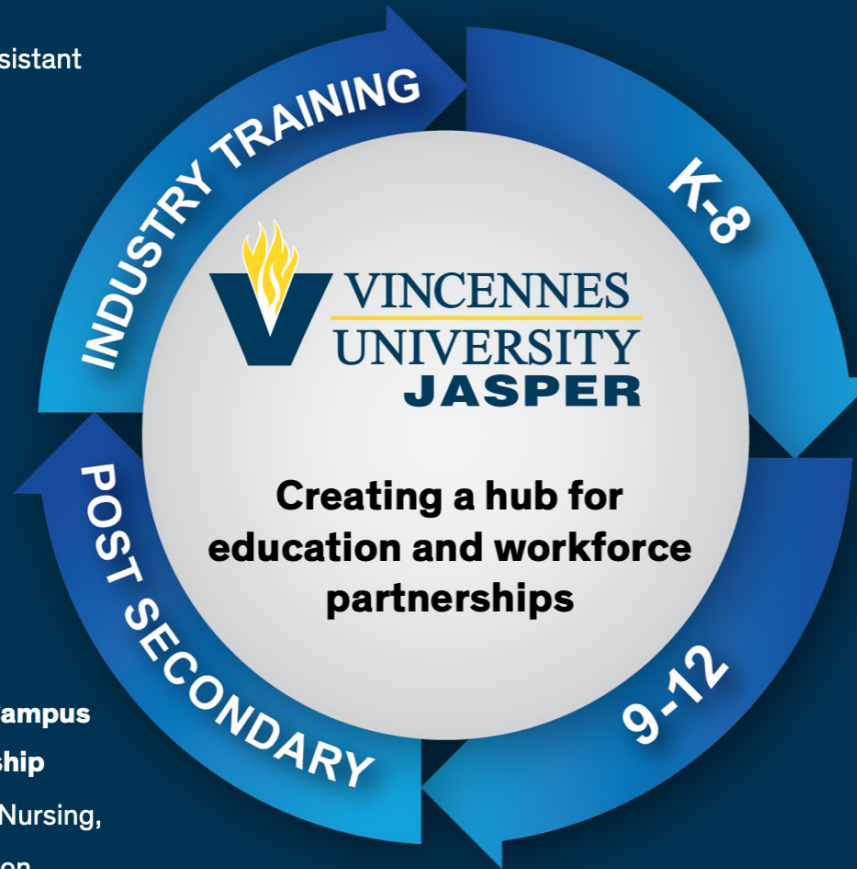 sistant
INDUSTRY TRAINING
K-8
VINCENNES
UNIVERSITY
JASPER
Creating a hub for
education and workforce
partnerships
POST SECONDARY
9-12
ampus
ship
Nursing,
on